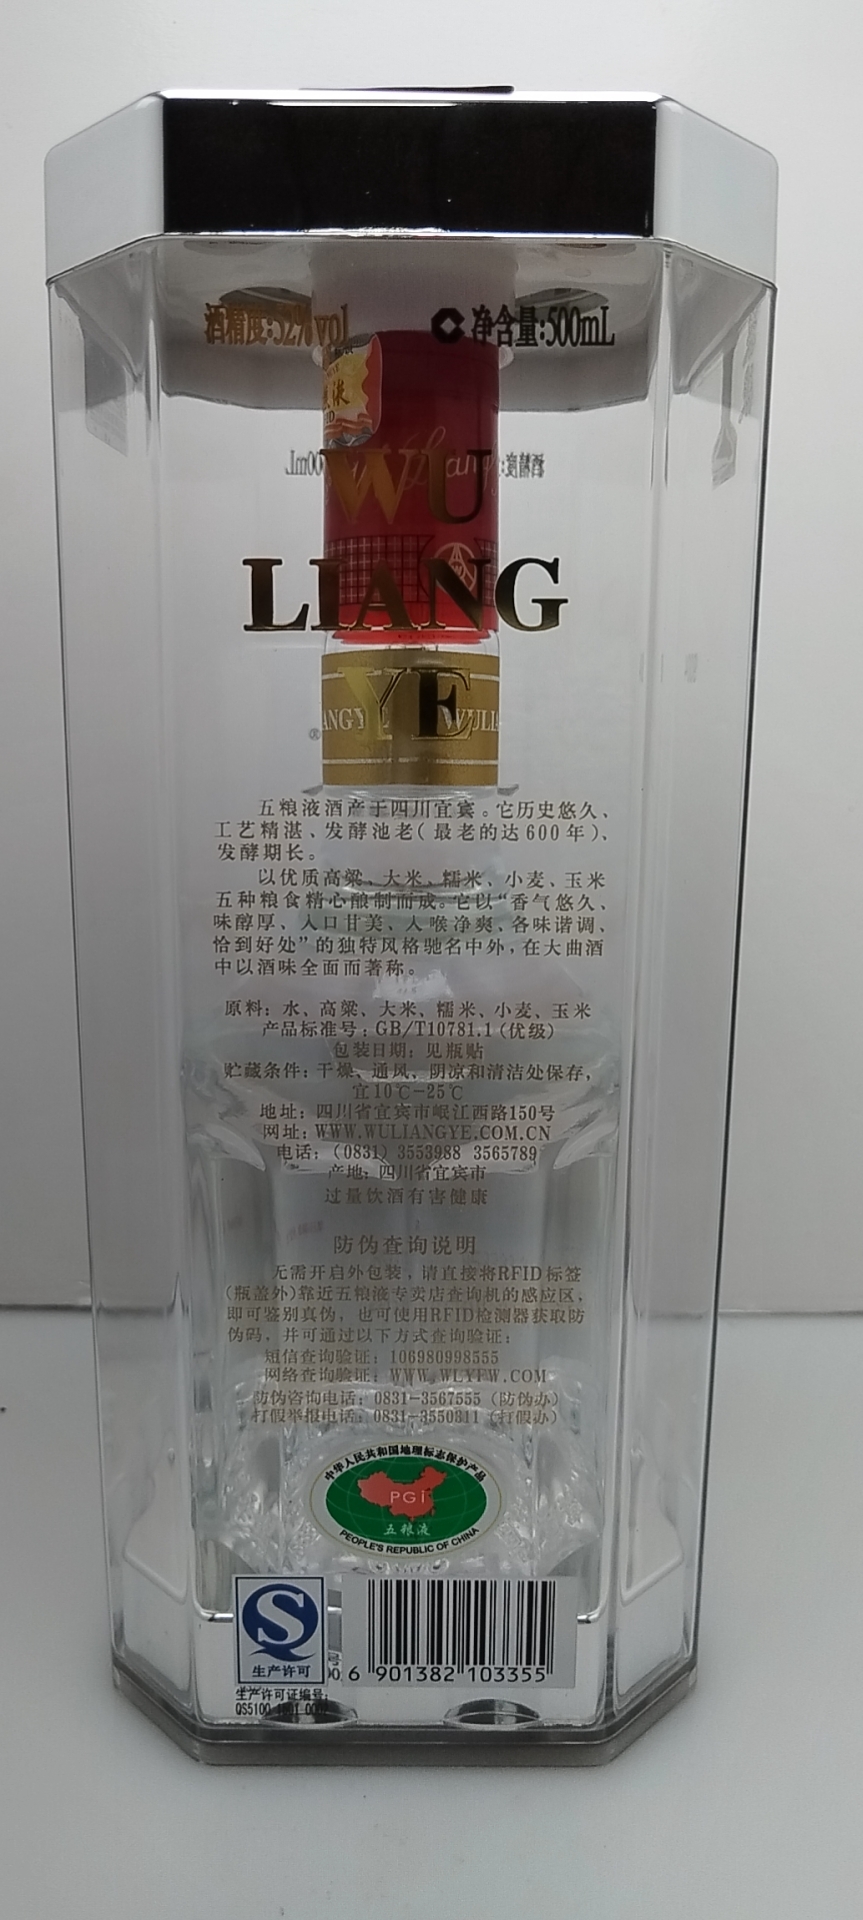 酒精度:52%vol 净含量:500mL
WU
LIANG
YE
五粮液酒产于四川宜宾。它历史悠久、
工艺精湛、发酵池老(最老的达600年)、
发酵期长。
以优质高粱、大米、糯米、小麦、玉米
五种粮食精心酿制而成。它以“香气悠久、
味醇厚、入口甘美、入喉净爽、各味谐调、
恰到好处”的独特风格驰名中外,在大曲酒
中以酒味全面而著称。
原料: 水、高粱、大米、糯米、小麦、玉米
产品标准号: GB/T10781.1(优级)
包装日期: 见瓶贴
贮藏条件: 干燥、通风、阴凉和清洁处保存,
宜10℃-25℃
地址: 四川省宜宾市岷江西路150号
网址: WWW.WULIANGYE.COM.CN
电话: (0831) 3553988 3565789
产地: 四川省宜宾市
过量饮酒有害健康
防伪查询说明
无需开启外包装,请直接将RFID标签
(瓶盖外)靠近五粮液专卖店查询机的感应区,
即可鉴别真伪,也可使用RFID检测器获取防
伪码,并可通过以下方式查询验证:
短信查询验证: 106980998555
网络查询验证: WWW.WLYFW.COM
防伪咨询电话: 0831-3567555 (防伪办)
打假举报电话: 0831-3550311 (打假办)
中华人民共和国地理标志保护产品
PGi
五粮液
PEOPLE'S REPUBLIC OF CHINA
生产许可
6 901382 103355
生产许可证编号:
QS5100